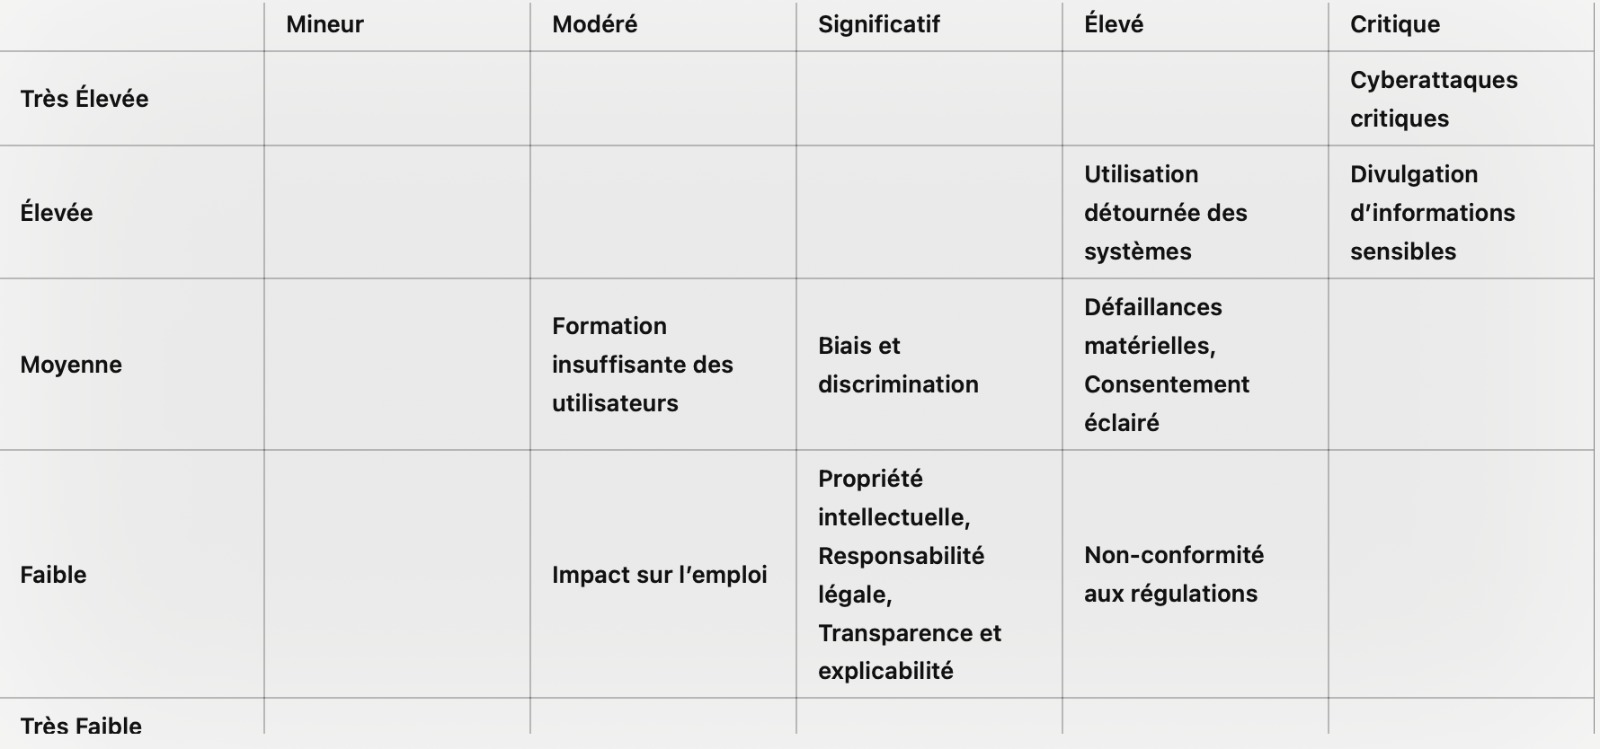 Mineur Modéré Significatif Élevé Critique
Très Élevée
Cyberattaques
critiques
Élevée
Utilisation
détournée des
systèmes
Divulgation
d’informations
sensibles
Moyenne
Formation
insuffisante des
utilisateurs
Biais et
discrimination
Défaillances
matérielles,
Consentement
éclairé
Faible
Impact sur l’emploi
Propriété
intellectuelle,
Responsabilité
légale,
Transparence et
explicabilité
Non-conformité
aux régulations
Très Faible